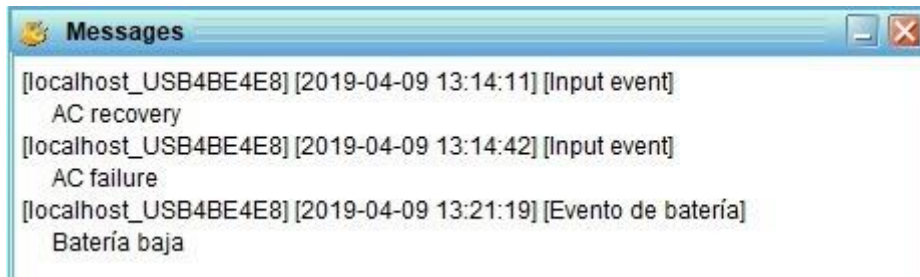 Messages
[localhost_USB4BE4E8] [2019-04-09 13:14:11] [Input event]
AC recovery
[localhost_USB4BE4E8] [2019-04-09 13:14:42] [Input event]
AC failure
[localhost_USB4BE4E8] [2019-04-09 13:21:19] [Evento de batería]
Batería baja